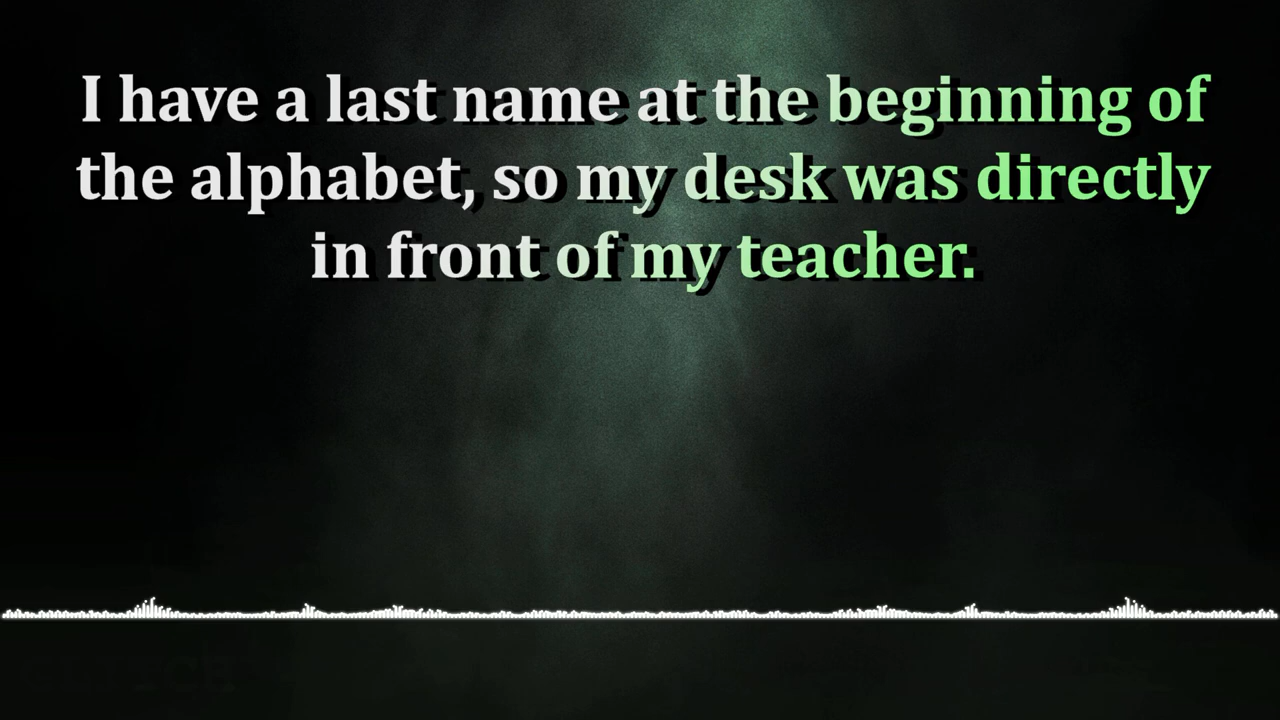 I have a last name at the beginning of
the alphabet, so my desk was directly
in front of my teacher.